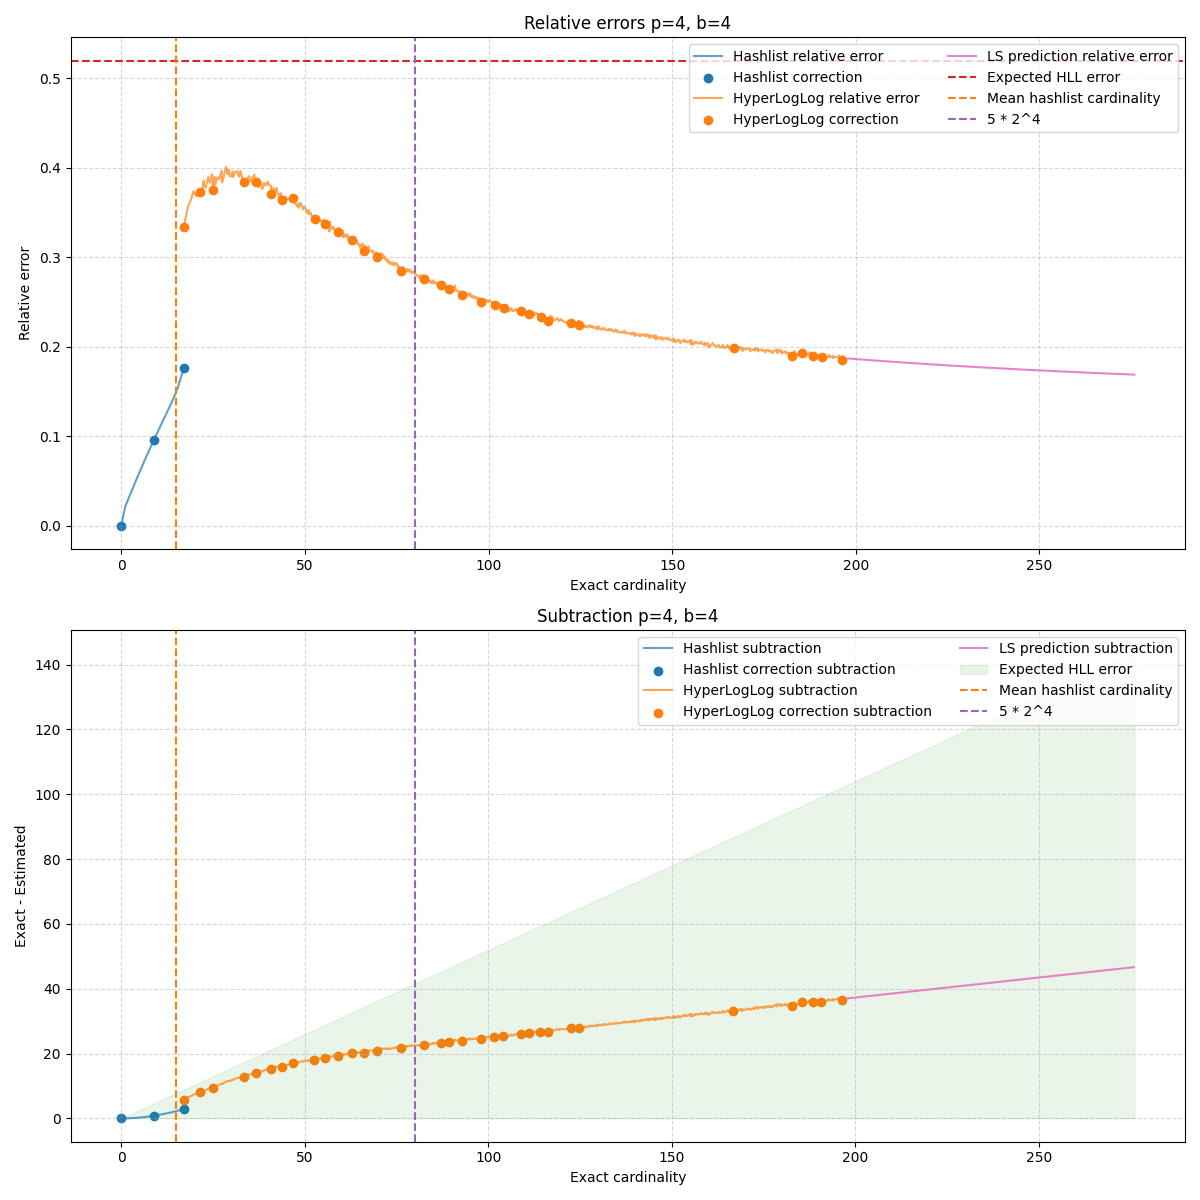 Relative errors p=4, b=4
Hashlist relative error
Hashlist correction
HyperLogLog relative error
HyperLogLog correction
LS prediction relative error
Expected HLL error
Mean hashlist cardinality
5 * 2^4
Relative error
0.5
0.4
0.3
0.2
0.1
0.0
0 50 100 150 200 250
Exact cardinality
Subtraction p=4, b=4
Hashlist subtraction
Hashlist correction subtraction
HyperLogLog subtraction
HyperLogLog correction subtraction
LS prediction subtraction
Expected HLL error
Mean hashlist cardinality
5 * 2^4
Exact - Estimated
140
120
100
80
60
40
20
0
0 50 100 150 200 250
Exact cardinality